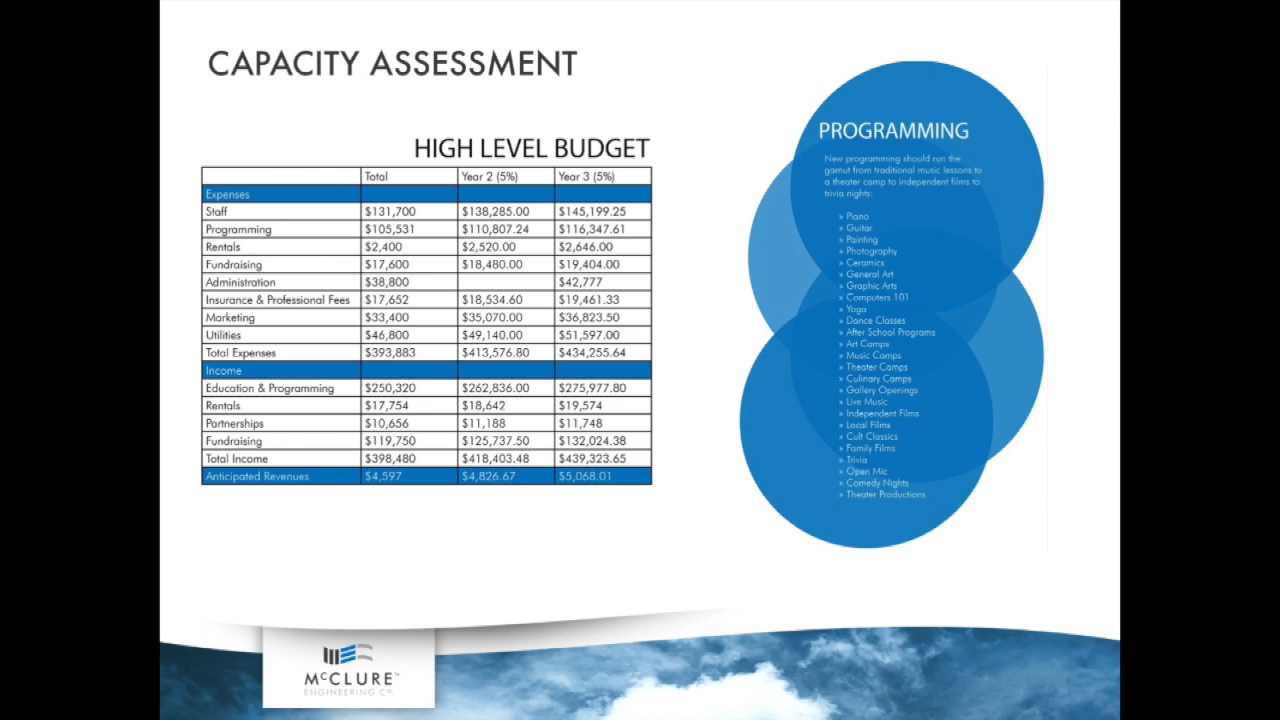 CAPACITY ASSESSMENT
HIGH LEVEL BUDGET
Total Year 2 (5%) Year 3 (5%)
Expenses
Staff $131,700 $138,285.00 $145,199.25
Programming $105,531 $110,807.24 $116,347.61
Rentals $2,400 $2,520.00 $2,646.00
Fundraising $17,600 $18,480.00 $19,404.00
Administration $38,800 $42,777
Insurance & Professional Fees $17,652 $18,534.60 $19,461.33
Marketing $33,400 $35,070.00 $36,823.50
Utilities $46,800 $49,140.00 $51,597.00
Total Expenses $393,883 $413,576.80 $434,255.64
Income
Education & Programming $250,320 $262,836.00 $275,977.80
Rentals $17,754 $18,642 $19,574
Partnerships $10,656 $11,188 $11,748
Fundraising $119,750 $125,737.50 $132,024.38
Total Income $398,480 $418,403.48 $439,323.65
Anticipated Revenues $4,597 $4,826.67 $5,068.01
PROGRAMMING
New programming should run the
gamut from traditional music lessons to
a theater camp to independent films to
trivia nights:
» Piano
» Guitar
» Painting
» Photography
» Ceramics
» General Art
» Graphic Arts
» Computers 101
» Yoga
» Dance Classes
» After School Programs
» Art Camps
» Music Camps
» Theater Camps
» Culinary Camps
» Gallery Openings
» Live Music
» Independent Films
» Local Films
» Cult Classics
» Family Films
» Trivia
» Open Mic
» Comedy Nights
» Theater Productions
McCLURE™
ENGINEERING CO.